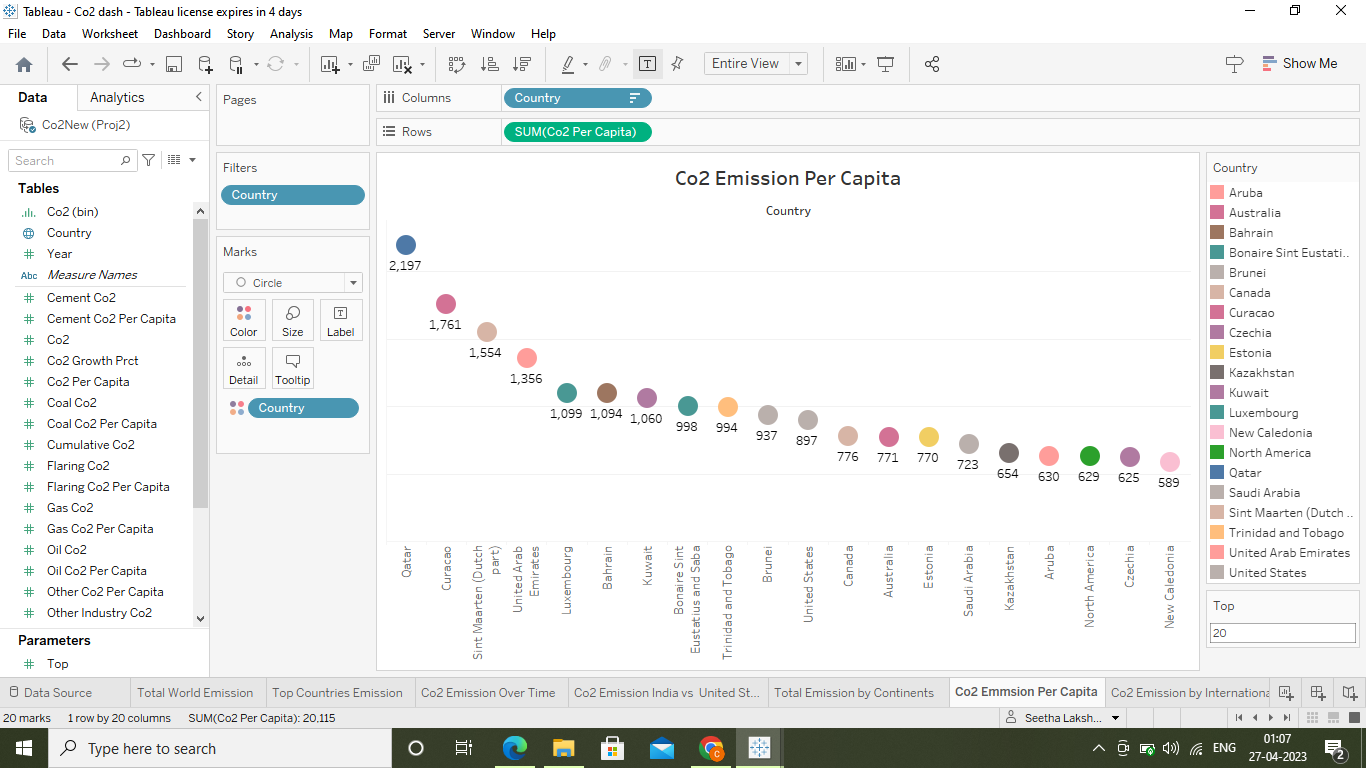 Tableau - Co2 dash - Tableau license expires in 4 days
File Data Worksheet Dashboard Story Analysis Map Format Server Window Help
Entire View
Show Me
Data Analytics
Co2New (Proj2)
Search
Tables
Co2 (bin)
Country
Year
Abc Measure Names
Cement Co2
Cement Co2 Per Capita
Co2
Co2 Growth Prct
Co2 Per Capita
Coal Co2
Coal Co2 Per Capita
Cumulative Co2
Flaring Co2
Flaring Co2 Per Capita
Gas Co2
Gas Co2 Per Capita
Oil Co2
Oil Co2 Per Capita
Other Co2 Per Capita
Other Industry Co2
Parameters
Top
Pages
Filters
Country
Marks
Circle
Color Size Label
Detail Tooltip
Country
Columns Country
Rows SUM(Co2 Per Capita)
Co2 Emission Per Capita
Country
2,197
1,761
1,554
1,356
1,099
1,094
1,060
998
994
937
897
776
771
770
723
654
630
629
625
589
Qatar
Curacao
Sint Maarten (Dutch
part)
United Arab
Emirates
Luxembourg
Bahrain
Kuwait
Bonaire Sint
Eustatius and Saba
Trinidad and Tobago
Brunei
United States
Canada
Australia
Estonia
Saudi Arabia
Kazakhstan
Aruba
North America
Czechia
New Caledonia
Country
Aruba
Australia
Bahrain
Bonaire Sint Eustati..
Brunei
Canada
Curacao
Czechia
Estonia
Kazakhstan
Kuwait
Luxembourg
New Caledonia
North America
Qatar
Saudi Arabia
Sint Maarten (Dutch ..
Trinidad and Tobago
United Arab Emirates
United States
Top
20
Data Source Total World Emission Top Countries Emission Co2 Emission Over Time Co2 Emission India vs United St... Total Emission by Continents Co2 Emmsion Per Capita Co2 Emission by Internationa
20 marks 1 row by 20 columns SUM(Co2 Per Capita): 20,115
Seetha Laksh...
Type here to search
C
ENG
01:07
27-04-2023
2